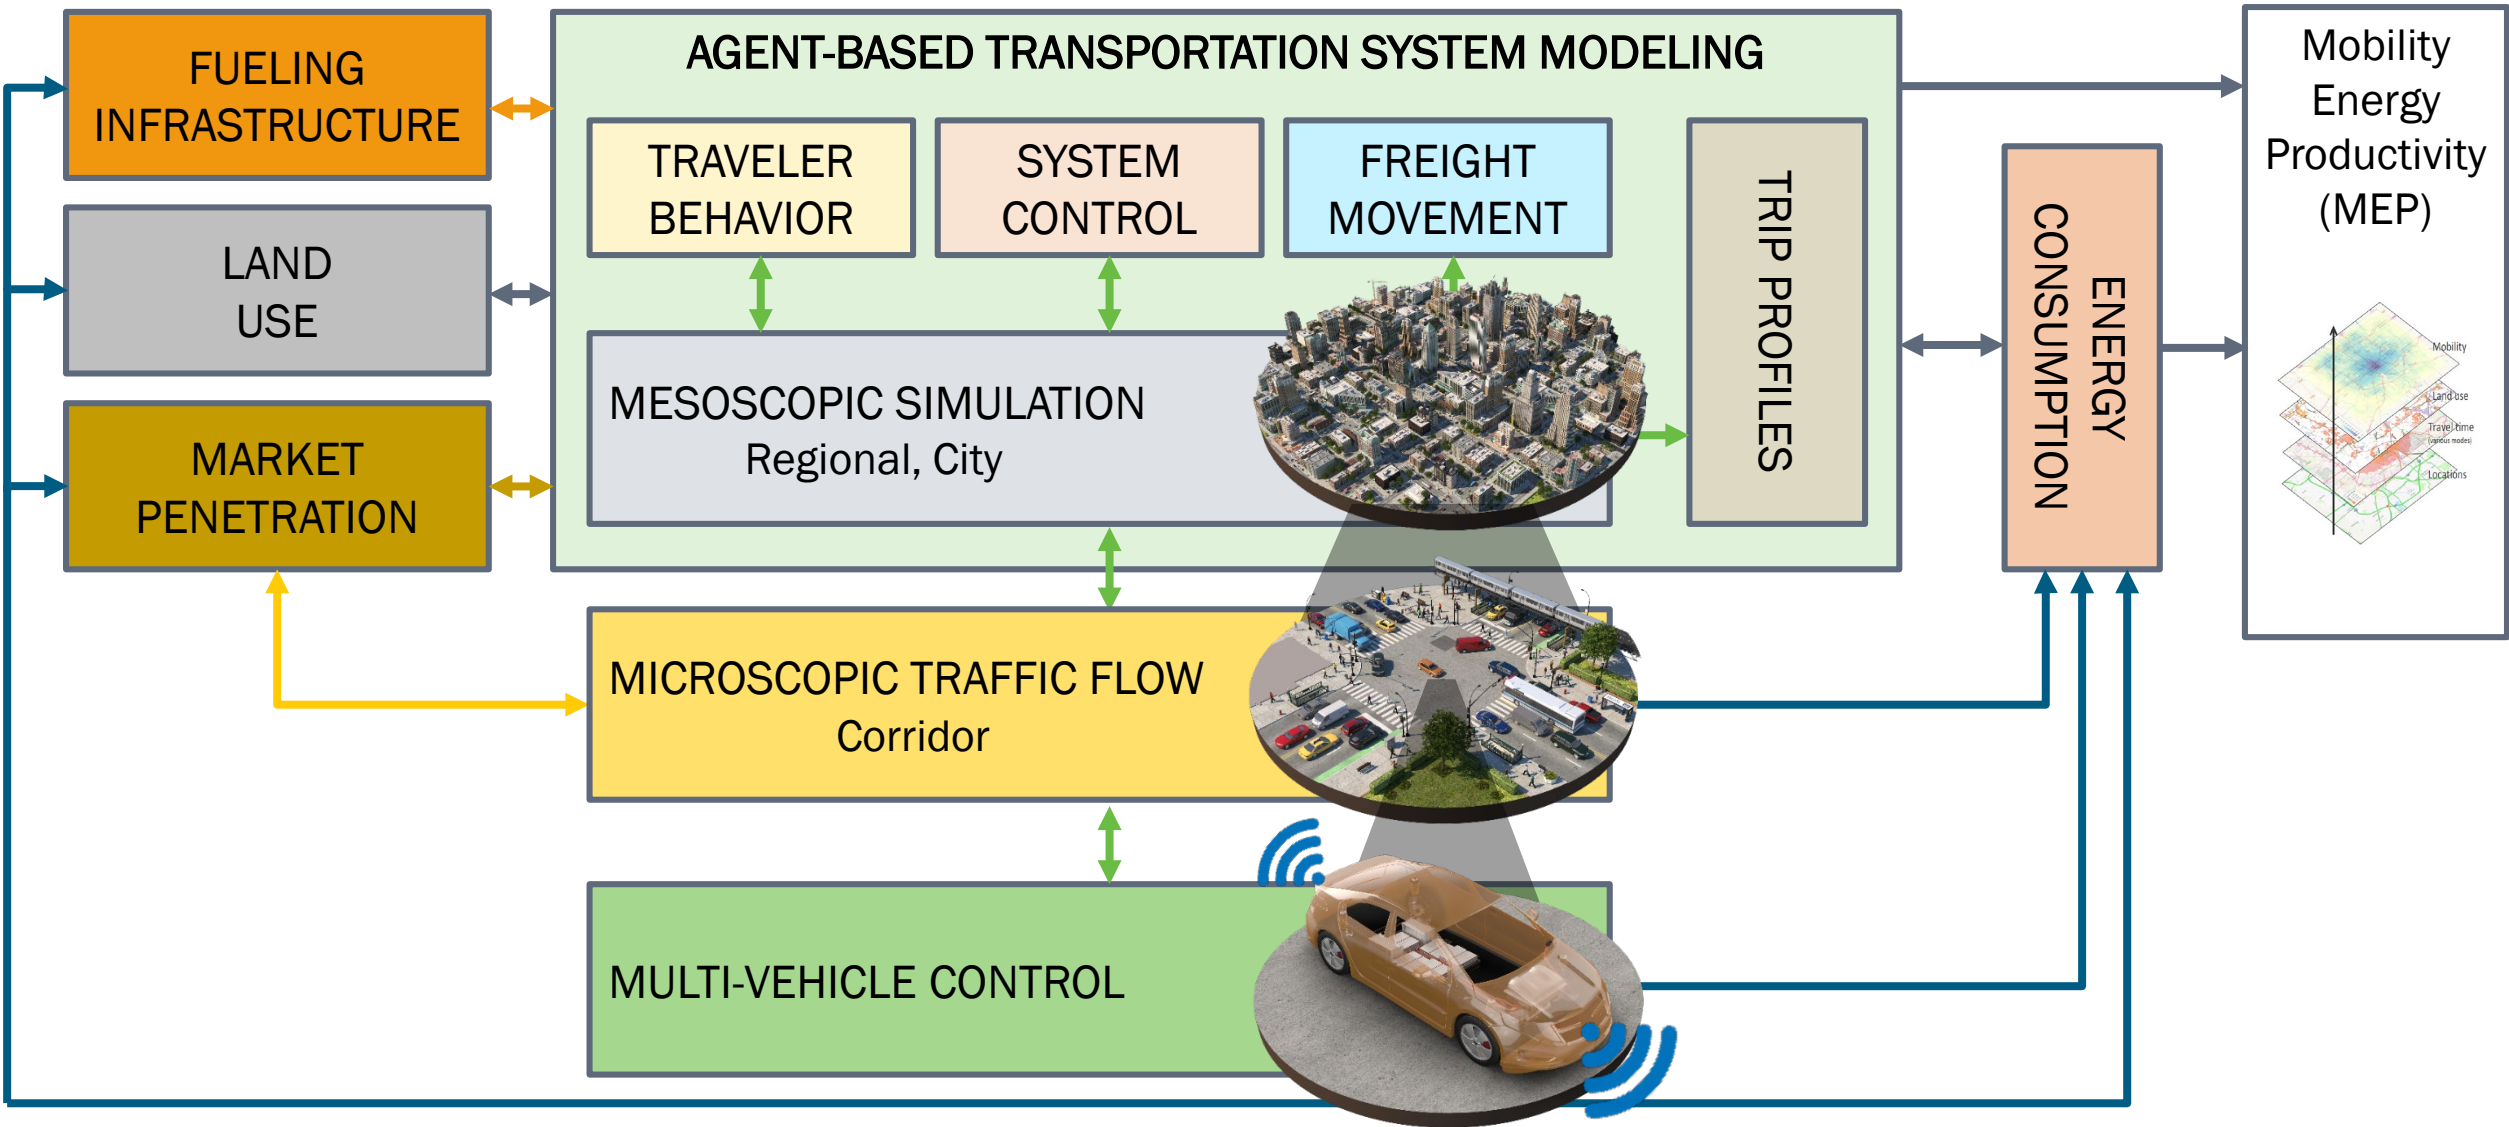 FUELING
INFRASTRUCTURE
LAND
USE
MARKET
PENETRATION
AGENT-BASED TRANSPORTATION SYSTEM MODELING
TRAVELER
BEHAVIOR
SYSTEM
CONTROL
FREIGHT
MOVEMENT
TRIP PROFILES
MESOSCOPIC SIMULATION
Regional, City
MICROSCOPIC TRAFFIC FLOW
Corridor
MULTI-VEHICLE CONTROL
ENERGY
CONSUMPTION
Mobility
Energy
Productivity
(MEP)
Mobility
Land use
Travel time
(various modes)
Locations